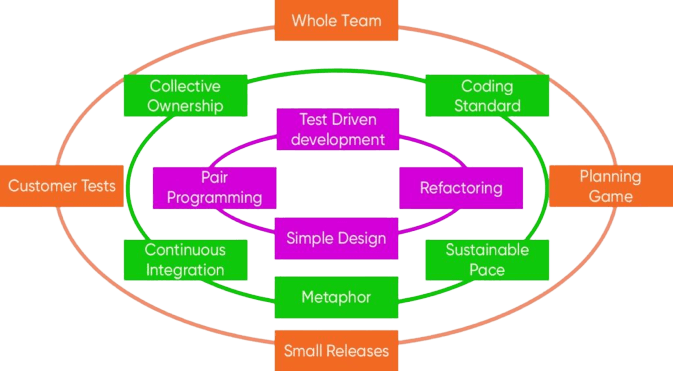 Whole Team
Collective
Ownership
Coding
Standard
Test Driven
development
Customer Tests
Pair
Programming
Refactoring
Planning
Game
Simple Design
Continuous
Integration
Sustainable
Pace
Metaphor
Small Releases